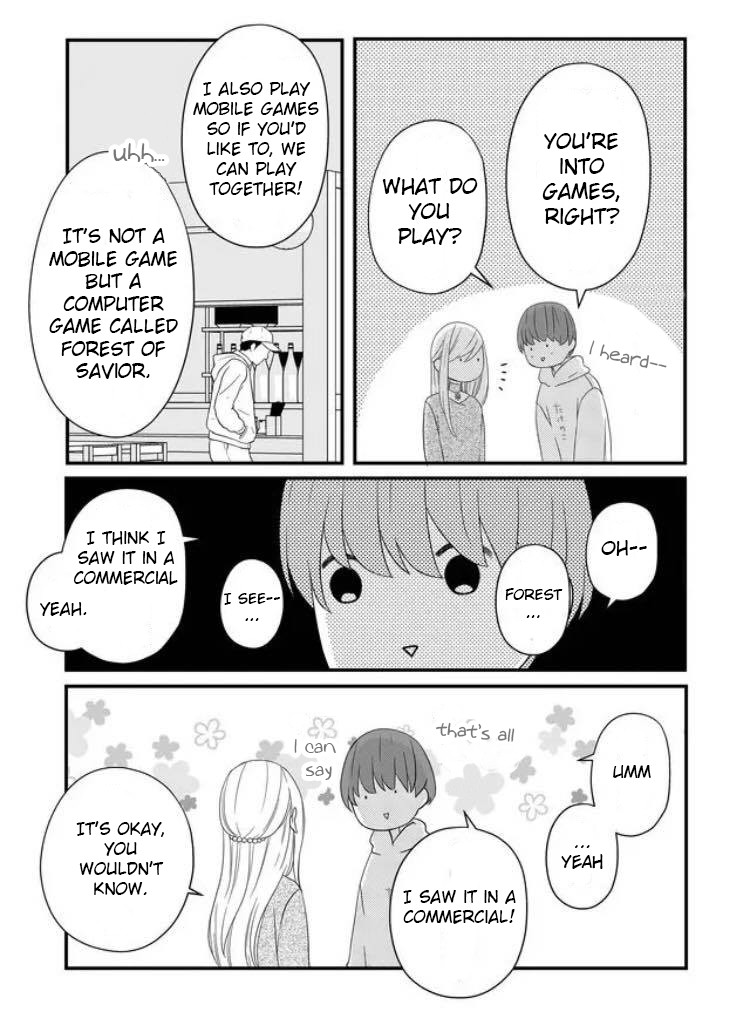 YOU'RE
INTO
GAMES,
RIGHT?
WHAT DO
YOU
PLAY?
I heard--
I ALSO PLAY
MOBILE GAMES
SO IF YOU'D
LIKE TO, WE
CAN PLAY
TOGETHER!
uhh...
IT'S NOT A
MOBILE GAME
BUT A
COMPUTER
GAME CALLED
FOREST OF
SAVIOR.
OH--
FOREST
...
I SEE--
...
I THINK I
SAW IT IN A
COMMERCIAL
YEAH.
UMM
...
YEAH
that's all
I can
say
I SAW IT IN A
COMMERCIAL!
IT'S OKAY,
YOU
WOULDN'T
KNOW.